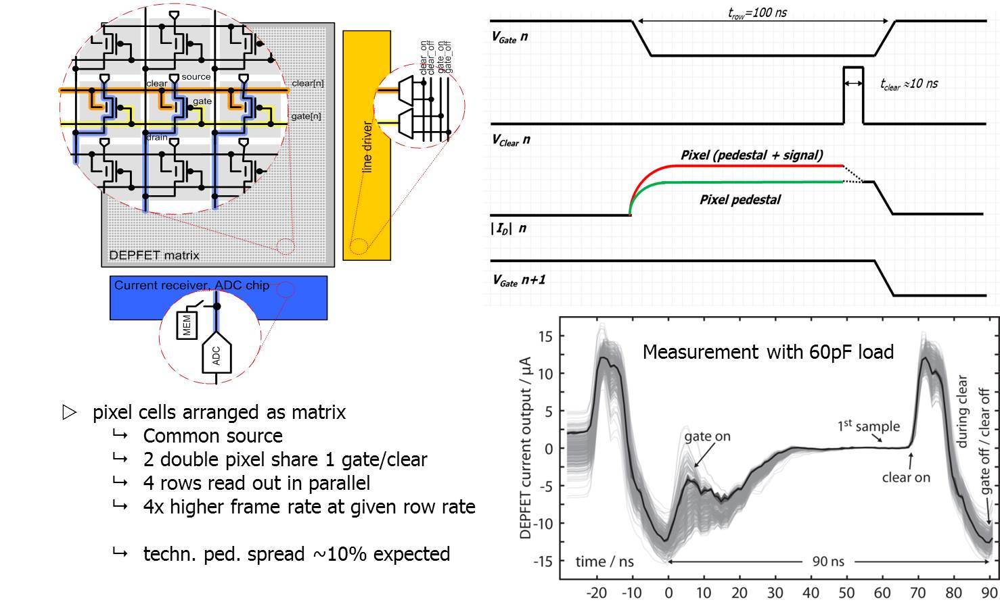 source
clear
clear[n]
gate
gate[n]
drain
DEPFET matrix
line driver
clear_on
clear_off
gate_on
gate_off
Current receiver, ADC chip
MEM
ADC
▷ pixel cells arranged as matrix
↪ Common source
↪ 2 double pixel share 1 gate/clear
↪ 4 rows read out in parallel
↪ 4x higher frame rate at given row rate
↪ techn. ped. spread ~10% expected
t_row=100 ns
V_Gate n
t_clear ≈10 ns
V_Clear n
Pixel (pedestal + signal)
Pixel pedestal
|I_D| n
V_Gate n+1
Measurement with 60pF load
DEPFET current output / µA
15
10
5
0
-5
-10
-15
gate on
1st sample
clear on
during clear
gate off / clear off
time / ns
90 ns
-20 -10 0 10 20 30 40 50 60 70 80 90